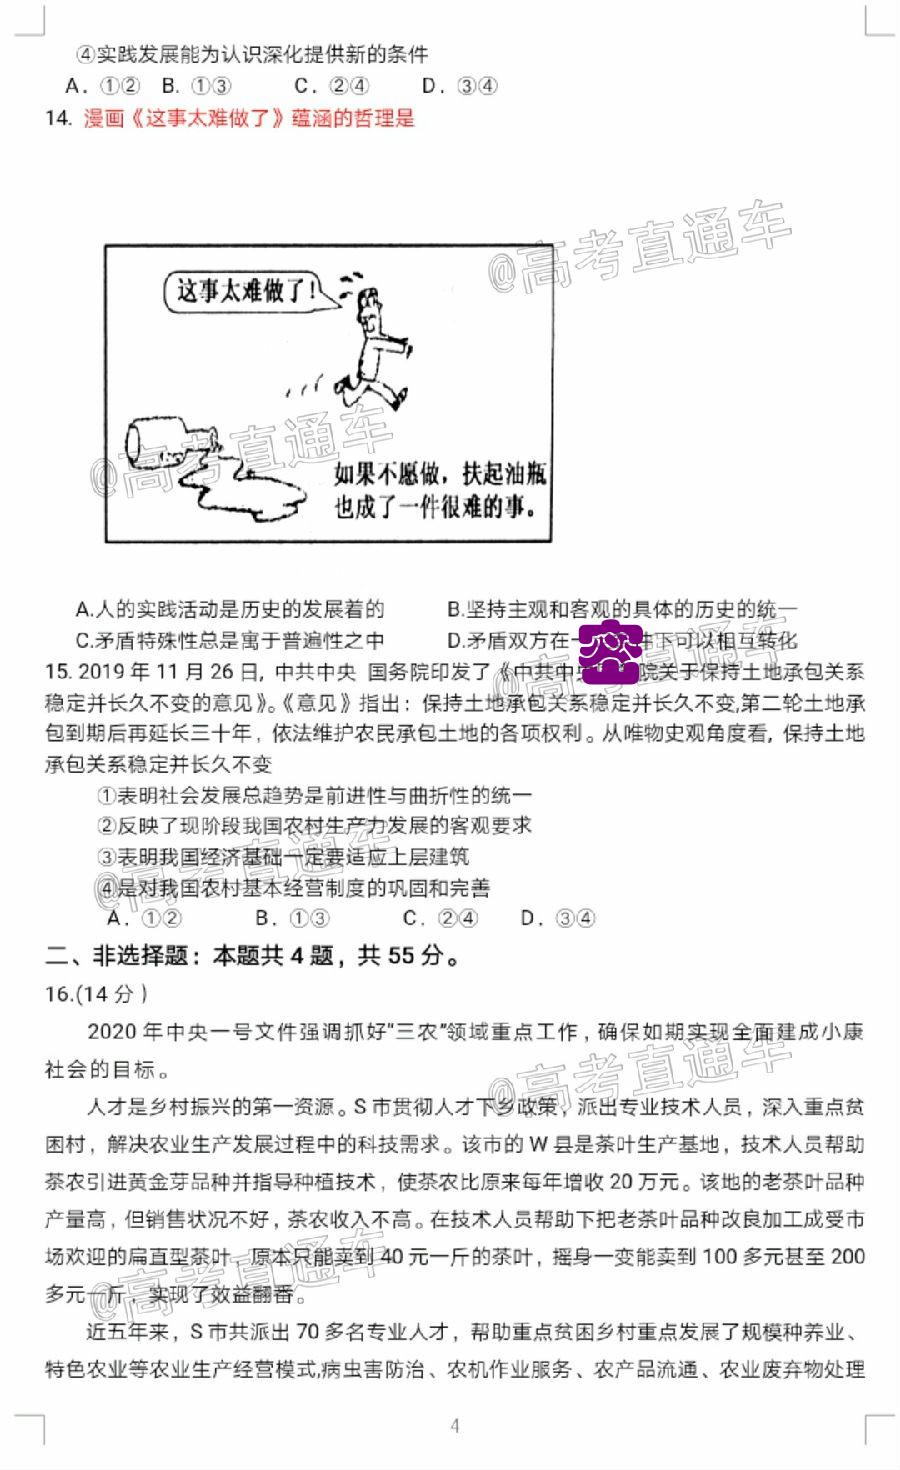 ④实践发展能为认识深化提供新的条件
A. ①② B. ①③ C. ②④ D. ③④
14. 漫画《这事太难做了》蕴涵的哲理是
@高考直通车
这事太难做了!
@高考直通车
如果不愿做，扶起油瓶
也成了一件很难的事。
A.人的实践活动是历史的发展着的 B.坚持主观和客观的具体的历史的统一
C.矛盾特殊性总是寓于普遍性之中 D.矛盾双方在一 件下可以相互转化
@高考直通车
15. 2019 年 11 月 26 日, 中共中央 国务院印发了《中共中央 院关于保持土地承包关系
稳定并长久不变的意见》。《意见》指出：保持土地承包关系稳定并长久不变,第二轮土地承
包到期后再延长三十年，依法维护农民承包土地的各项权利。从唯物史观角度看, 保持土地
承包关系稳定并长久不变
①表明社会发展总趋势是前进性与曲折性的统一
②反映了现阶段我国农村生产力发展的客观要求
③表明我国经济基础一定要适应上层建筑
@高考直通车
④是对我国农村基本经营制度的巩固和完善
A. ①② B. ①③ C. ②④ D. ③④
二、非选择题：本题共 4 题，共 55 分。
16.(14 分)
2020 年中央一号文件强调抓好“三农”领域重点工作，确保如期实现全面建成小康
社会的目标。
@高考直通车
人才是乡村振兴的第一资源。S 市贯彻人才下乡政策，派出专业技术人员，深入重点贫
困村，解决农业生产发展过程中的科技需求。该市的 W 县是茶叶生产基地，技术人员帮助
茶农引进黄金芽品种并指导种植技术，使茶农比原来每年增收 20 万元。该地的老茶叶品种
产量高，但销售状况不好，茶农收入不高。在技术人员帮助下把老茶叶品种改良加工成受市
场欢迎的扁直型茶叶，原本只能卖到 40 元一斤的茶叶，摇身一变能卖到 100 多元甚至 200
多元一斤，实现了效益翻番。
@高考直通车
近五年来，S 市共派出 70 多名专业人才，帮助重点贫困乡村重点发展了规模种养业、
特色农业等农业生产经营模式,病虫害防治、农机作业服务、农产品流通、农业废弃物处理
4